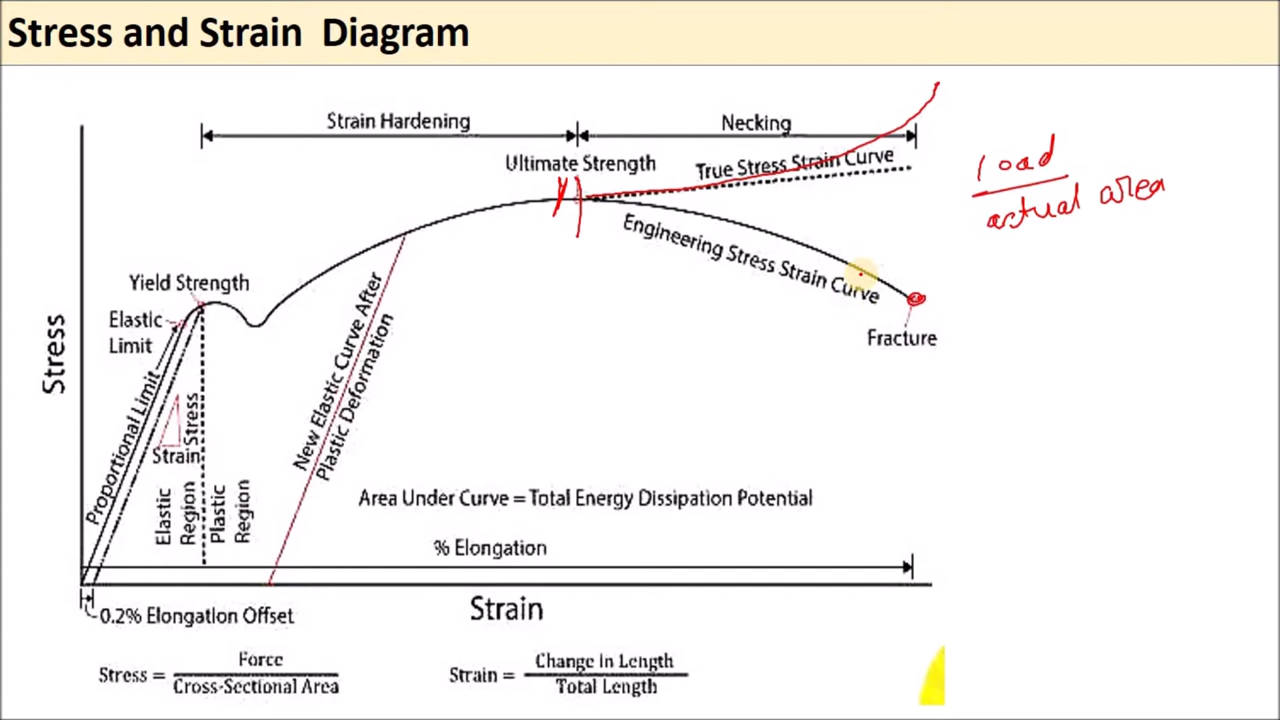 Stress and Strain Diagram
Strain Hardening
Necking
Ultimate Strength
True Stress Strain Curve
load
actual area
Engineering Stress Strain Curve
Yield Strength
Elastic
Limit
Fracture
Stress
Proportional Limit
Stress
Strain
Elastic
Region
Plastic
Region
New Elastic Curve After
Plastic Deformation
Area Under Curve = Total Energy Dissipation Potential
% Elongation
0.2% Elongation Offset
Strain
Stress = Force
Cross-Sectional Area
Strain = Change in Length
Total Length